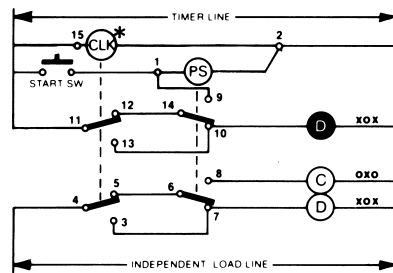 TIMER LINE
15 CLK * 2
START SW 1 PS
9
12 14
11 10 D XOX
13
8 C OXO
5 6
4 7 D XOX
3
INDEPENDENT LOAD LINE